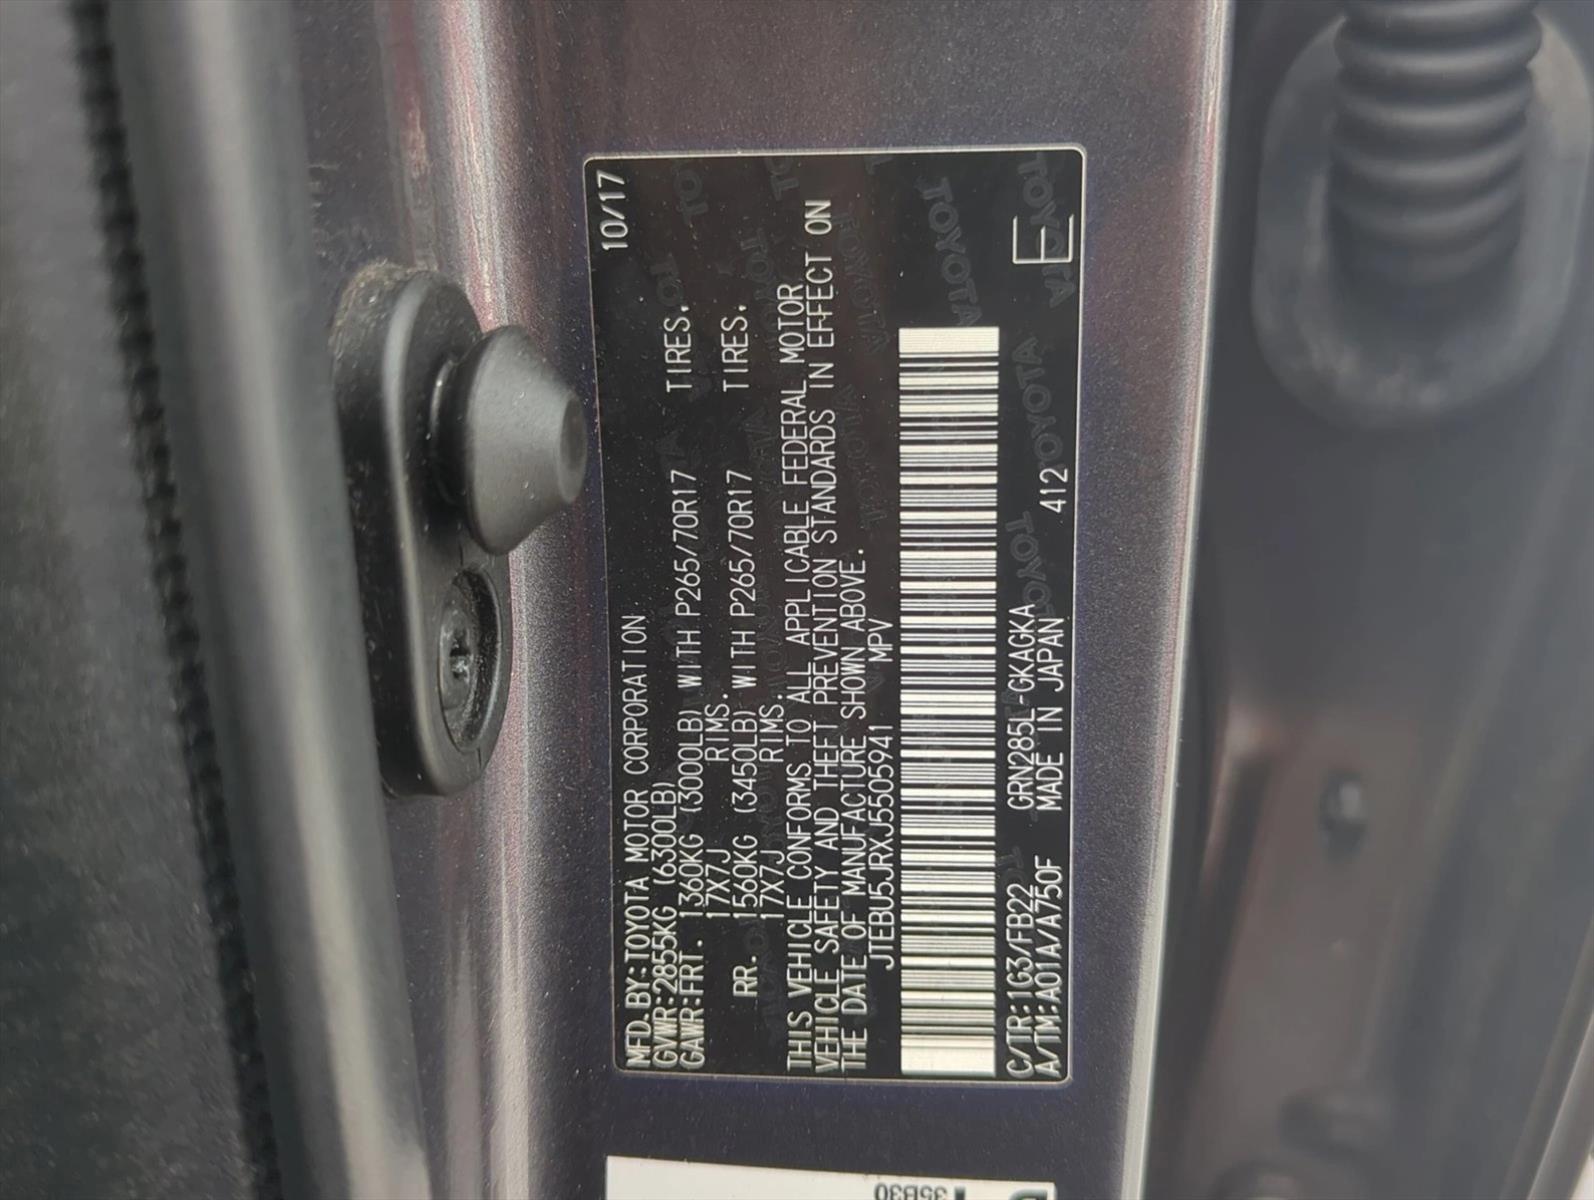 10/17
MFD. BY: TOYOTA MOTOR CORPORATION
GVWR: 2855KG (6300LB)
GAWR: FRT. 1360KG (3000LB) WITH P265/70R17 TIRES.
17X7J RIMS.
RR. 1560KG (3450LB) WITH P265/70R17 TIRES.
17X7J RIMS.
THIS VEHICLE CONFORMS TO ALL APPLICABLE FEDERAL MOTOR
VEHICLE SAFETY AND THEFT PREVENTION STANDARDS IN EFFECT ON
THE DATE OF MANUFACTURE SHOWN ABOVE.
JTEBU5JRXJ5505941 MPV
C/TR: 1G3/FB22 GRN285L-GKAGKA
A/TM: A01A/A750F MADE IN JAPAN 412
E
TOYOTA
35B30